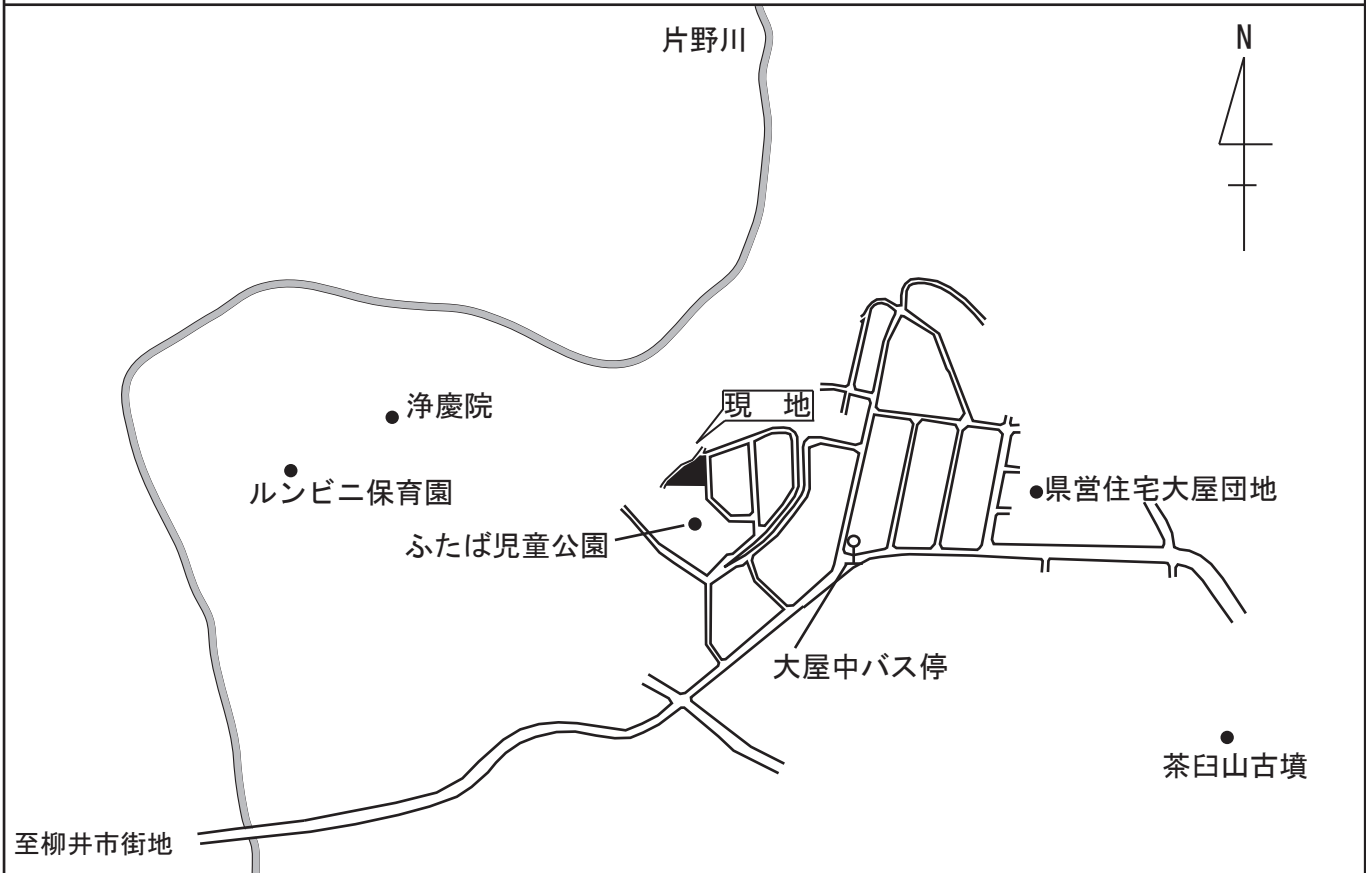 片野川
N
現 地
浄慶院
ルンビニ保育園
県営住宅大屋団地
ふたば児童公園
大屋中バス停
茶臼山古墳
至柳井市街地